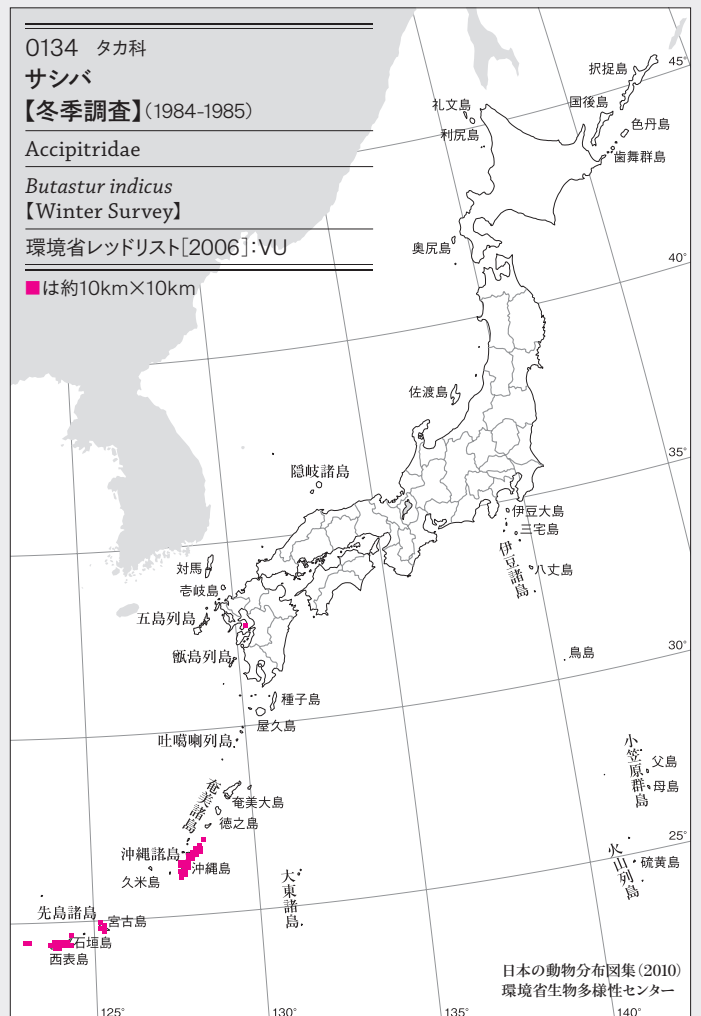 0134 タカ科
サシバ
【冬季調査】(1984-1985)
Accipitridae
Butastur indicus
【Winter Survey】
環境省レッドリスト[2006]:VU
■は約10km×10km
45°
択捉島
国後島
礼文島
色丹島
利尻島
歯舞群島
奥尻島
40°
佐渡島
35°
隠岐諸島
伊豆大島
三宅島
伊豆諸島
八丈島
対馬
壱岐島
五島列島
甑島列島
鳥島
30°
種子島
屋久島
吐噶喇列島
小笠原群島
父島
母島
奄美諸島
奄美大島
徳之島
25°
沖縄諸島
沖縄島
久米島
火山列島
硫黄島
大東諸島
先島諸島
宮古島
石垣島
西表島
日本の動物分布図集(2010)
環境省生物多様性センター
125°
130°
135°
140°